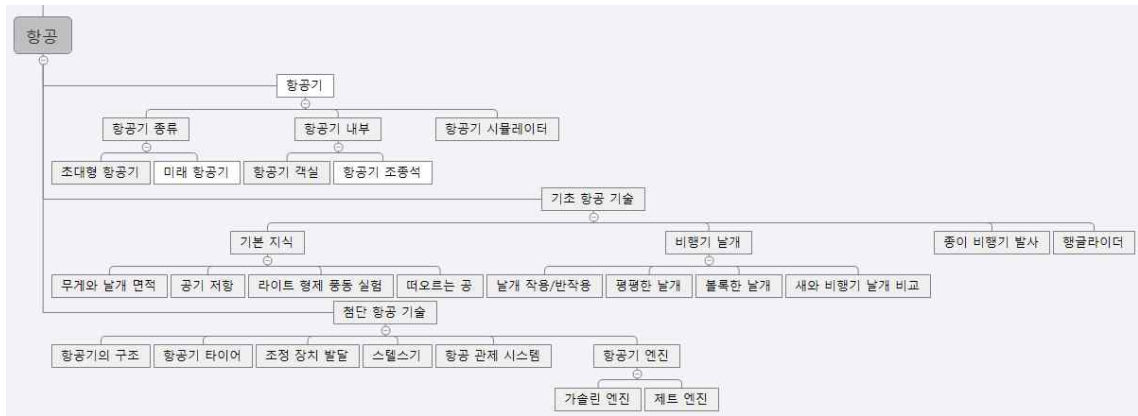 항공
항공기
항공기 종류 항공기 내부 항공기 시뮬레이터
초대형 항공기 미래 항공기 항공기 객실 항공기 조종석
기초 항공 기술
기본 지식 비행기 날개 종이 비행기 발사 행글라이더
무게와 날개 면적 공기 저항 라이트 형제 풍동 실험 떠오르는 공 날개 작용/반작용 평평한 날개 볼록한 날개 새와 비행기 날개 비교
첨단 항공 기술
항공기의 구조 항공기 타이어 조정 장치 발달 스텔스기 항공 관제 시스템 항공기 엔진
가솔린 엔진 제트 엔진